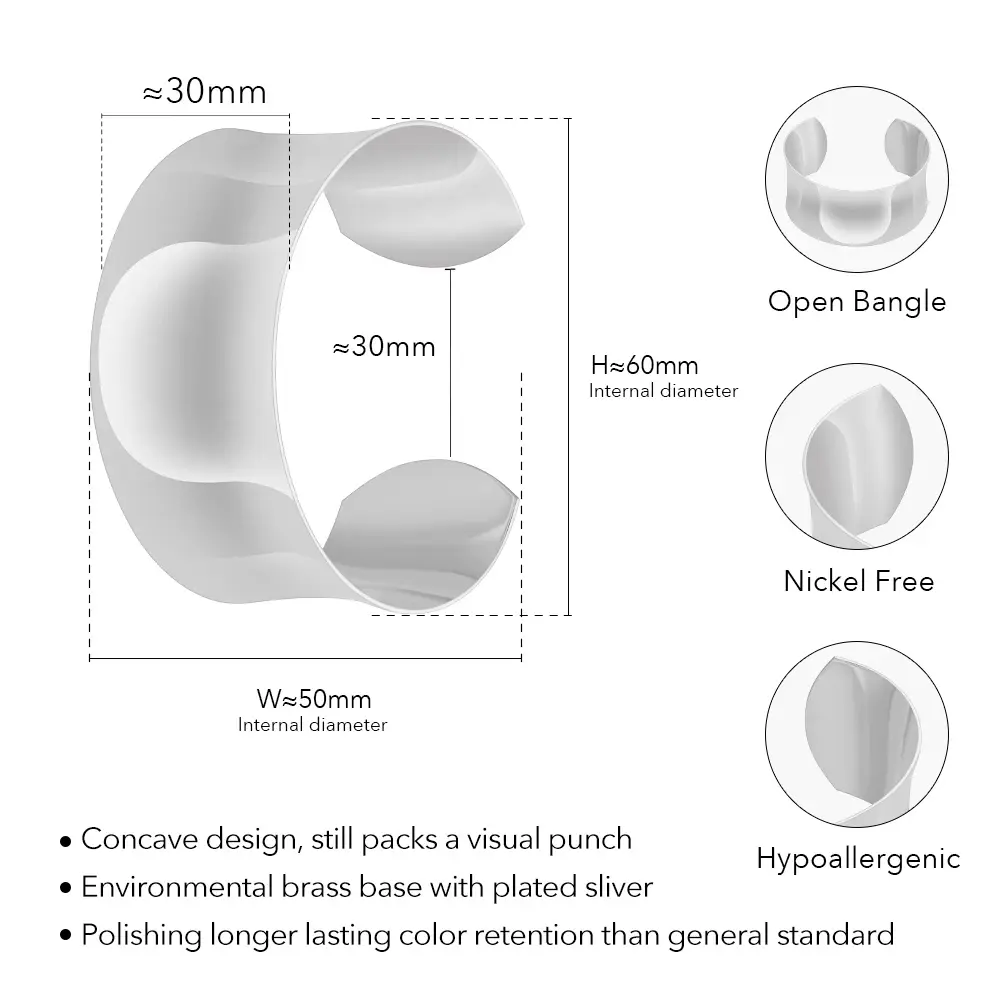 ≈30mm
≈30mm
H≈60mm
Internal diameter
W≈50mm
Internal diameter
Open Bangle
Nickel Free
Hypoallergenic
• Concave design, still packs a visual punch
• Environmental brass base with plated sliver
• Polishing longer lasting color retention than general standard